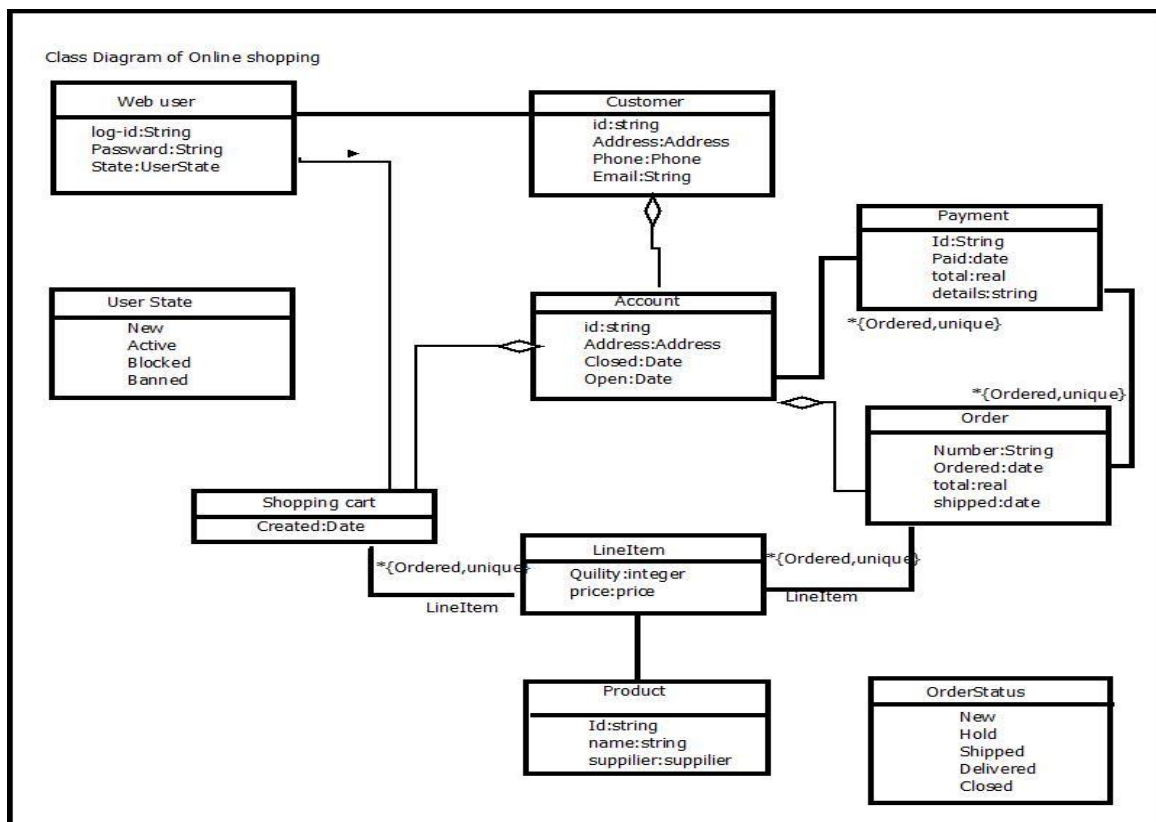 Class Diagram of Online shopping
Web user
log-id:String
Passward:String
State:UserState
Customer
id:string
Address:Address
Phone:Phone
Email:String
Payment
Id:String
Paid:date
total:real
details:string
*{Ordered,unique}
User State
New
Active
Blocked
Banned
Account
id:string
Address:Address
Closed:Date
Open:Date
*{Ordered,unique}
Order
Number:String
Ordered:date
total:real
shipped:date
Shopping cart
Created:Date
*{Ordered,unique}
LineItem
LineItem
Quility:integer
price:price
*{Ordered,unique}
LineItem
Product
Id:string
name:string
suppilier:suppilier
OrderStatus
New
Hold
Shipped
Delivered
Closed